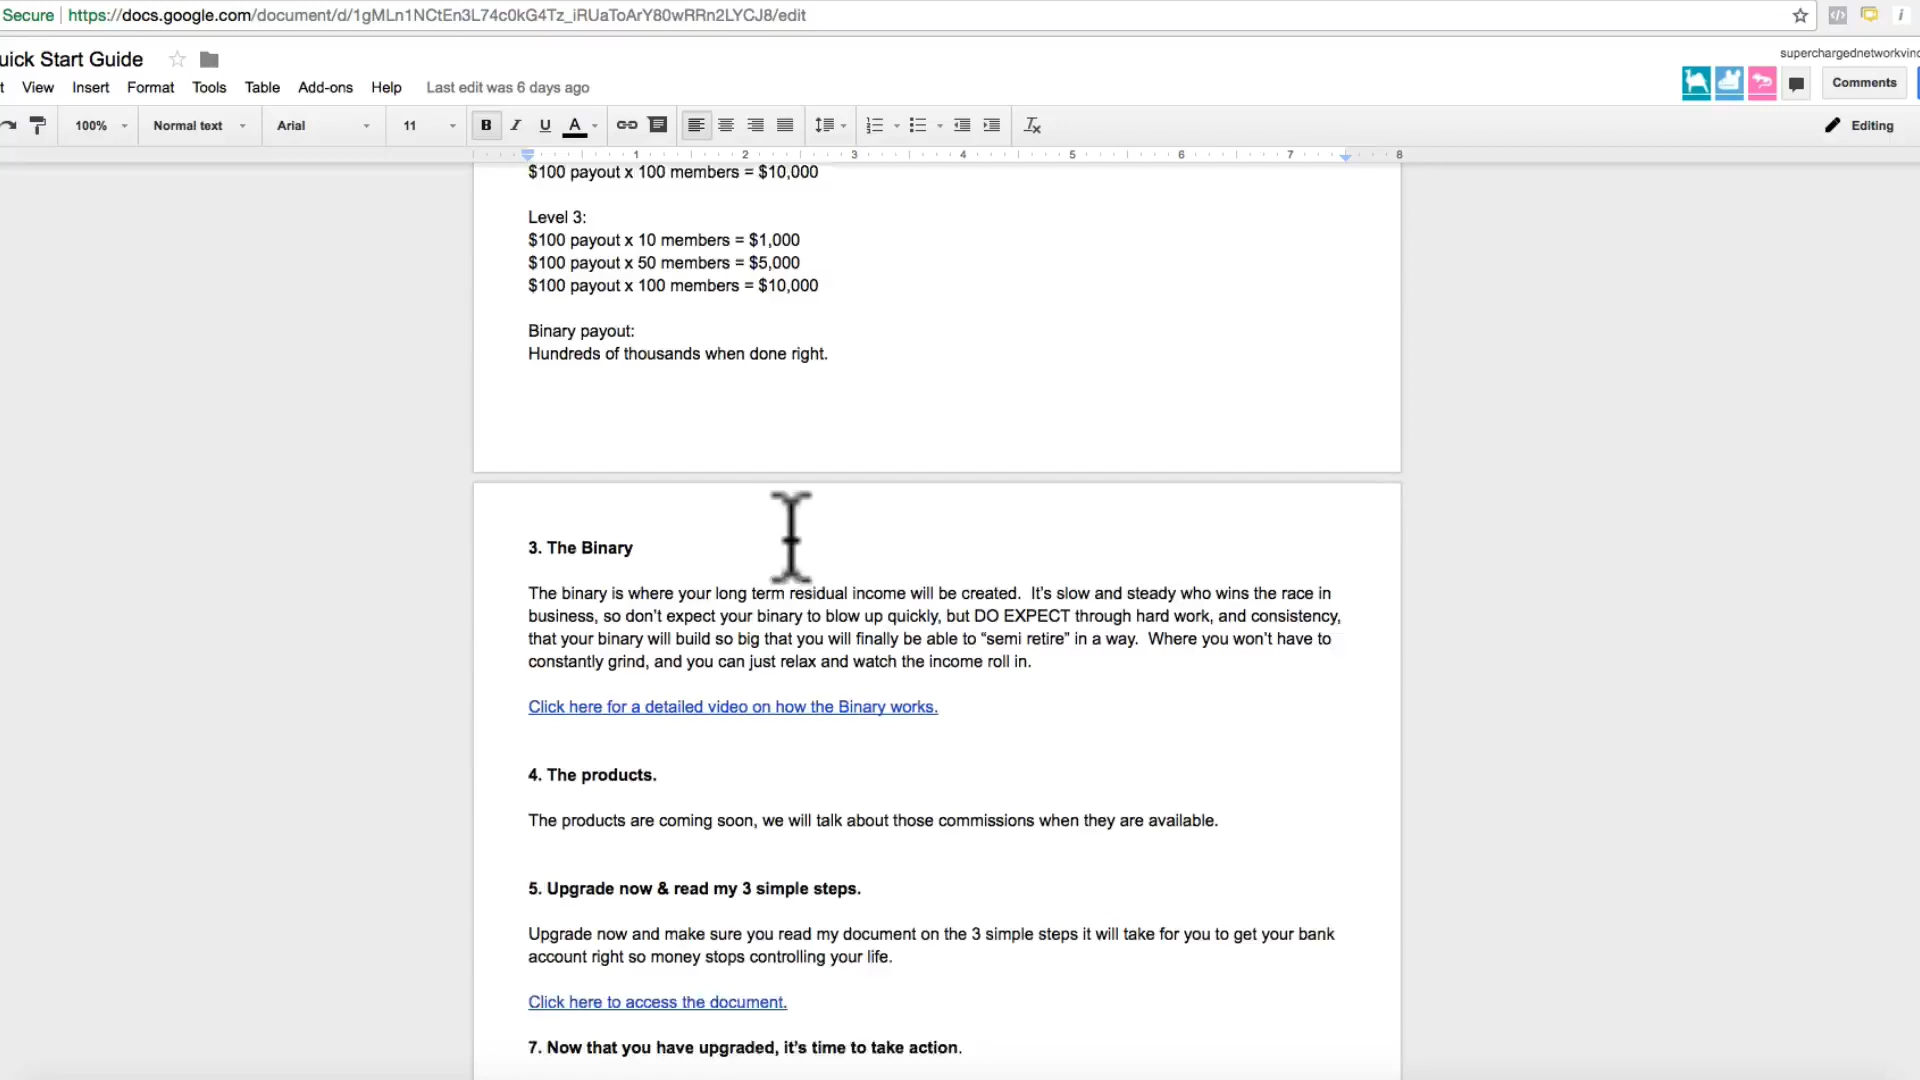 Secure https://docs.google.com/document/d/1gMLn1NCtEn3L74c0kG4Tz_iRUaToArY80wRRn2LYCJ8/edit
uick Start Guide
superchargednetworkvinc
t View Insert Format Tools Table Add-ons Help Last edit was 6 days ago
Comments
100% Normal text Arial 11 B I U A Editing
1 2 3 4 5 6 7 8
$100 payout x 100 members = $10,000
Level 3:
$100 payout x 10 members = $1,000
$100 payout x 50 members = $5,000
$100 payout x 100 members = $10,000
Binary payout:
Hundreds of thousands when done right.
3. The Binary
The binary is where your long term residual income will be created.  It’s slow and steady who wins the race in
business, so don’t expect your binary to blow up quickly, but DO EXPECT through hard work, and consistency,
that your binary will build so big that you will finally be able to “semi retire” in a way.  Where you won’t have to
constantly grind, and you can just relax and watch the income roll in.
Click here for a detailed video on how the Binary works.
4. The products.
The products are coming soon, we will talk about those commissions when they are available.
5. Upgrade now & read my 3 simple steps.
Upgrade now and make sure you read my document on the 3 simple steps it will take for you to get your bank
account right so money stops controlling your life.
Click here to access the document.
7. Now that you have upgraded, it’s time to take action.